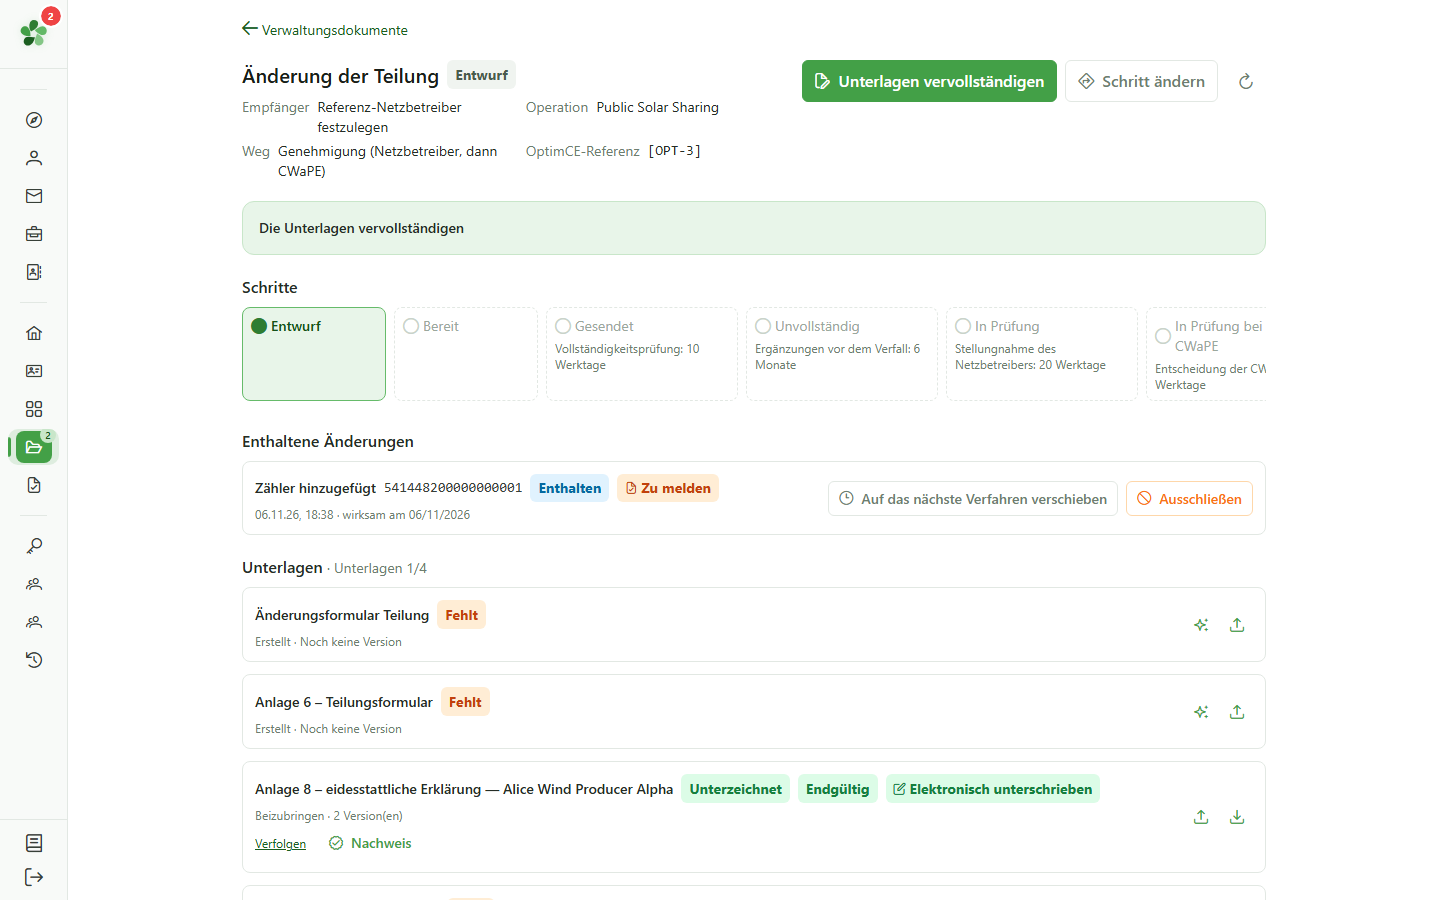 2
Verwaltungsdokumente
Änderung der Teilung Entwurf
Unterlagen vervollständigen
Schritt ändern
Empfänger Referenz-Netzbetreiber festzulegen
Operation Public Solar Sharing
Weg Genehmigung (Netzbetreiber, dann CWaPE)
OptimCE-Referenz [OPT-3]
Die Unterlagen vervollständigen
Schritte
Entwurf
Bereit
Gesendet
Vollständigkeitsprüfung: 10 Werktage
Unvollständig
Ergänzungen vor dem Verfall: 6 Monate
In Prüfung
Stellungnahme des Netzbetreibers: 20 Werktage
In Prüfung bei CWaPE
Entscheidung der CW
Werktage
Enthaltene Änderungen
Zähler hinzugefügt 541448200000000001 Enthalten Zu melden
06.11.26, 18:38 · wirksam am 06/11/2026
Auf das nächste Verfahren verschieben
Ausschließen
2
Unterlagen · Unterlagen 1/4
Änderungsformular Teilung Fehlt
Erstellt · Noch keine Version
Anlage 6 – Teilungsformular Fehlt
Erstellt · Noch keine Version
Anlage 8 – eidesstattliche Erklärung — Alice Wind Producer Alpha Unterzeichnet Endgültig Elektronisch unterschrieben
Beizubringen · 2 Version(en)
Verfolgen Nachweis